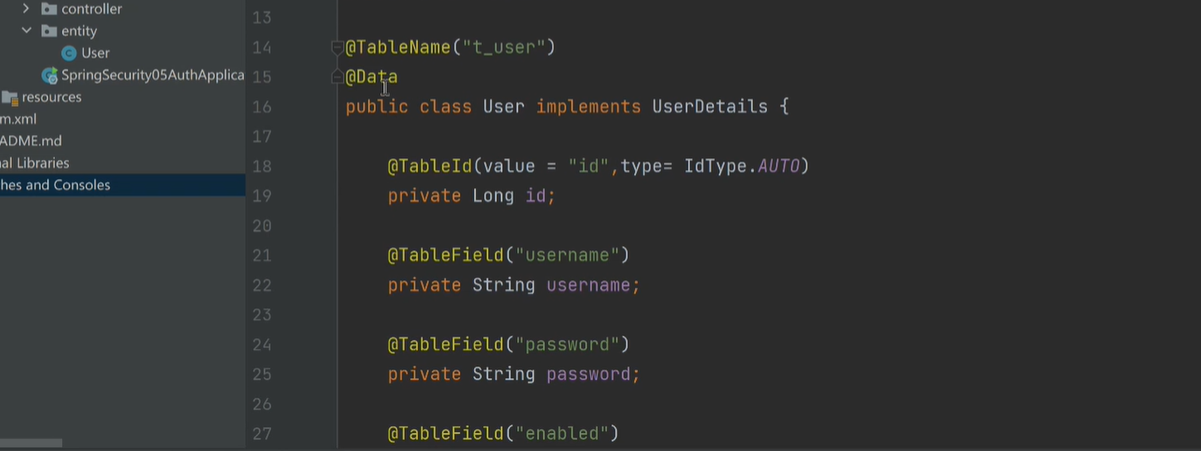 controller
entity
User
SpringSecurity05AuthApplica
resources
m.xml
ADME.md
al Libraries
hes and Consoles
13
14 @TableName("t_user")
15 @Data
16 public class User implements UserDetails {
17
18 @TableId(value = "id",type= IdType.AUTO)
19 private Long id;
20
21 @TableField("username")
22 private String username;
23
24 @TableField("password")
25 private String password;
26
27 @TableField("enabled")